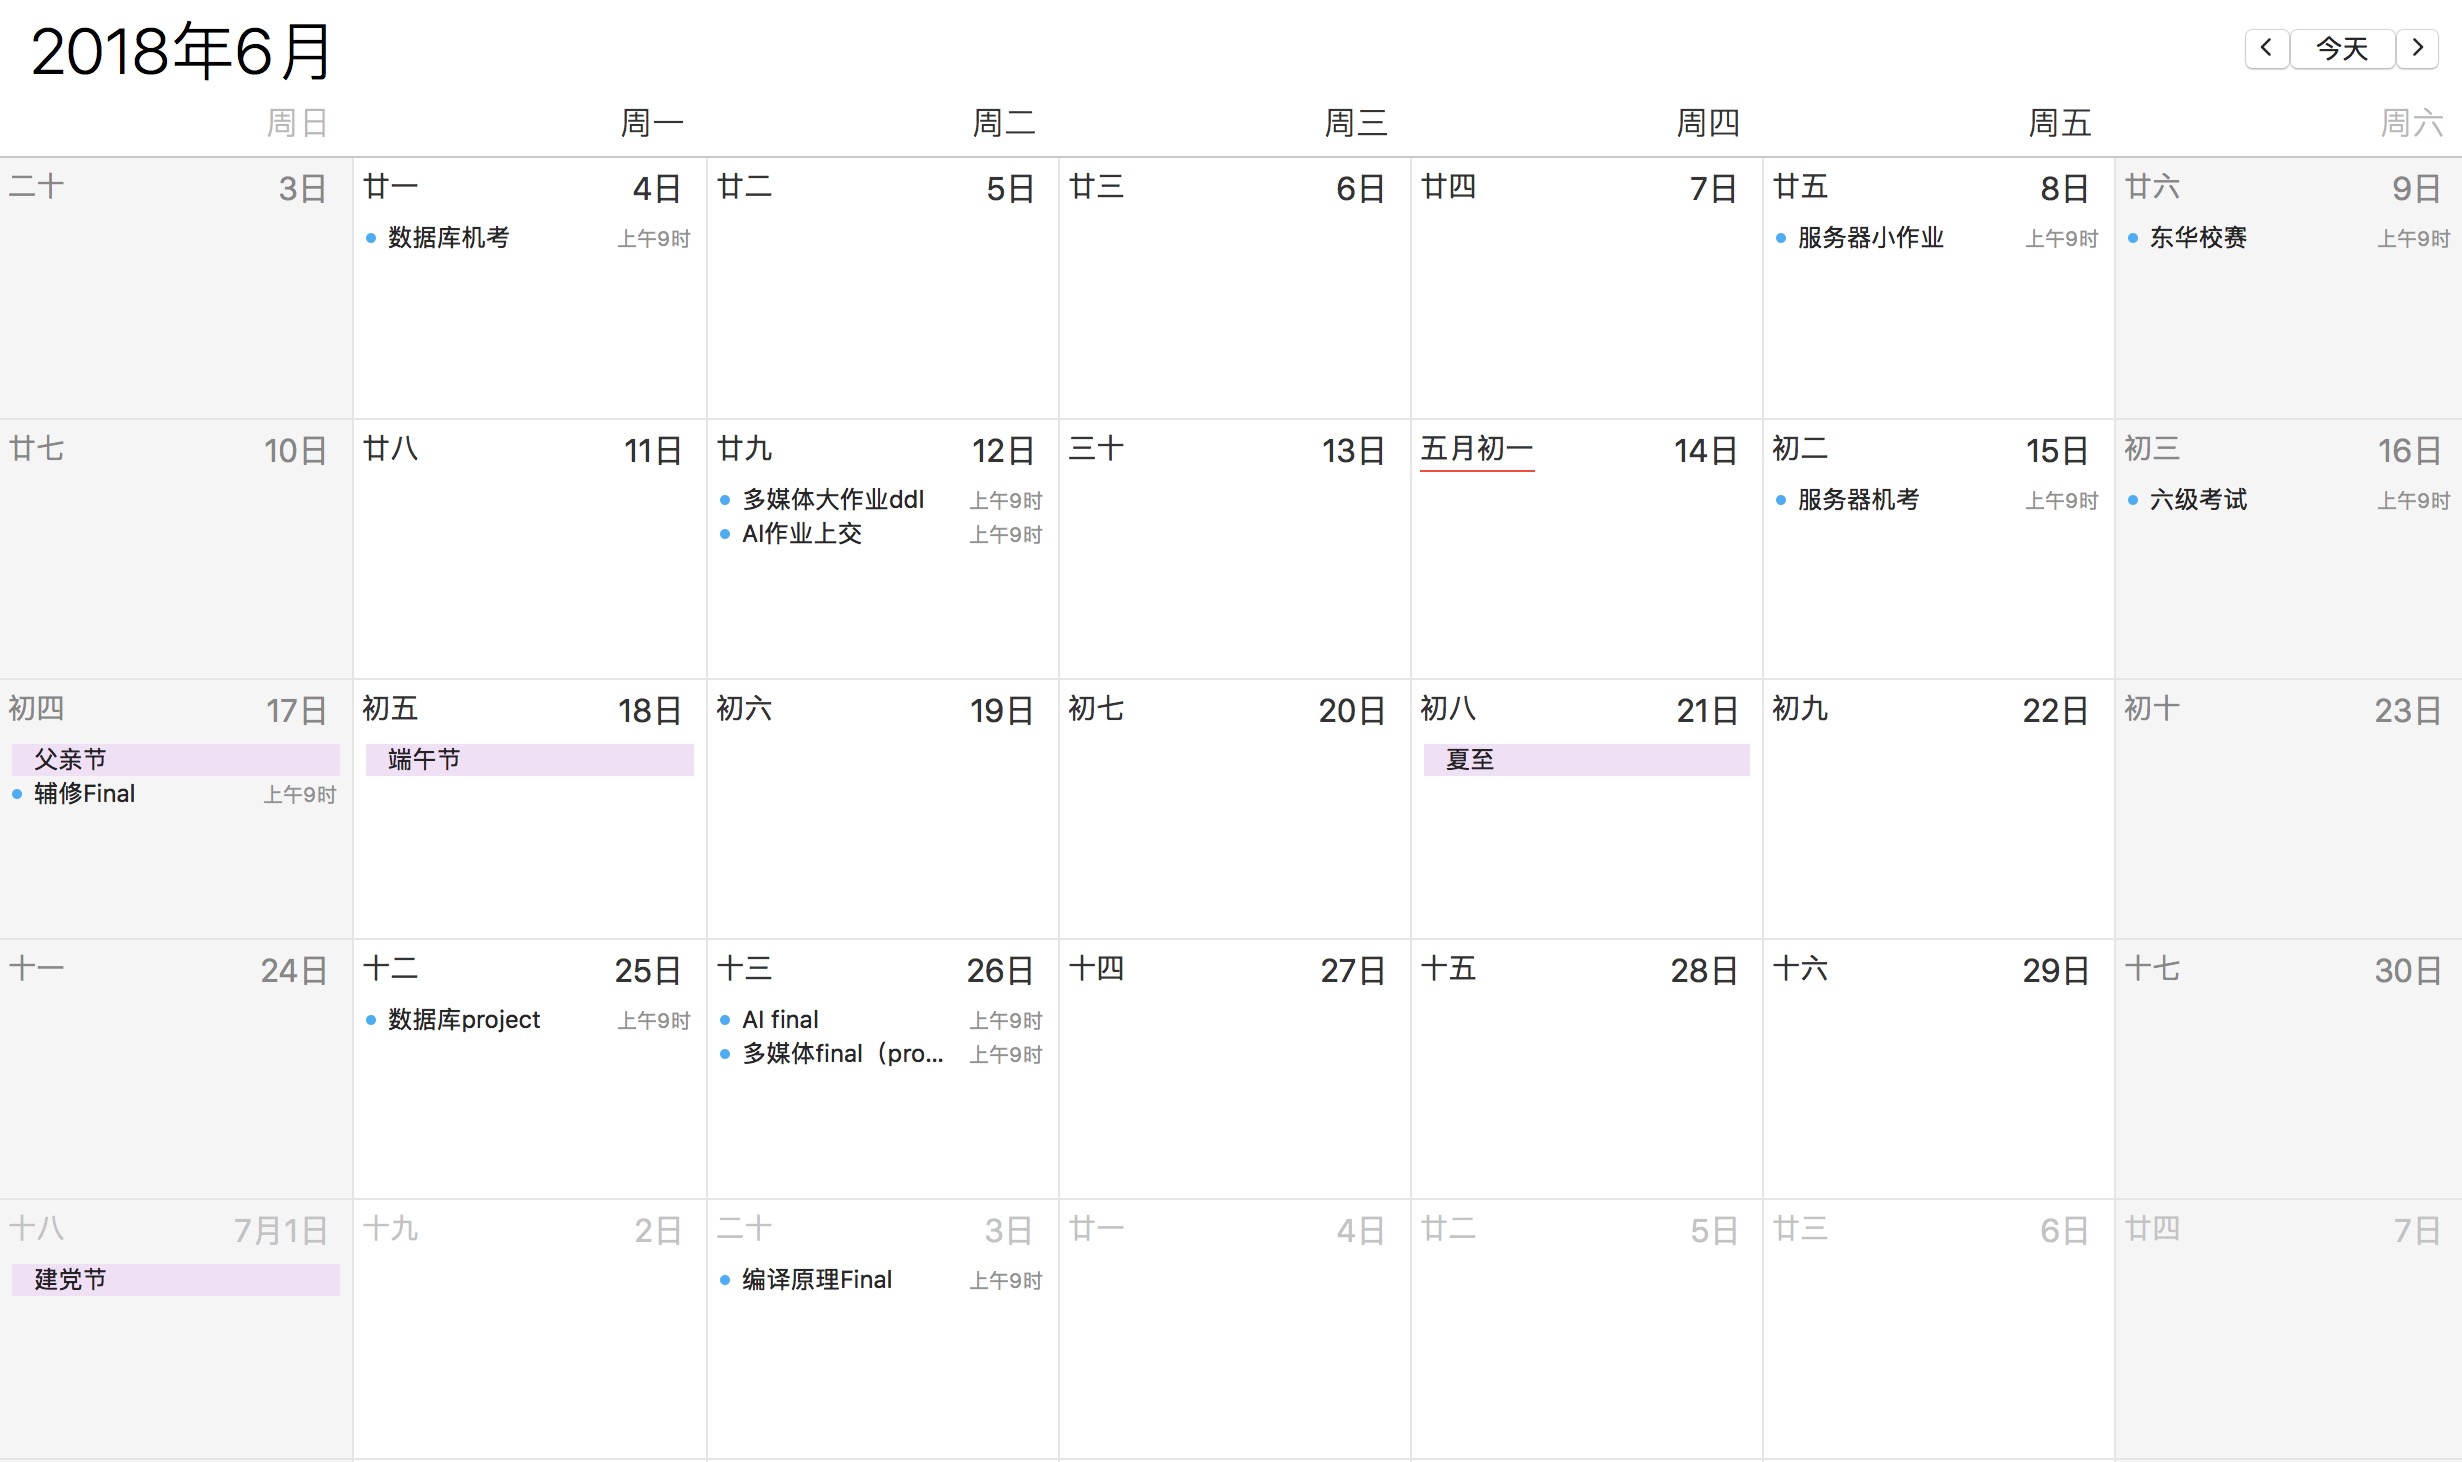 2018年6月
今天
周日 周一 周二 周三 周四 周五 周六
二十 3日 廿一 4日 廿二 5日 廿三 6日 廿四 7日 廿五 8日 廿六 9日
数据库机考 上午9时 服务器小作业 上午9时 东华校赛 上午9时
廿七 10日 廿八 11日 廿九 12日 三十 13日 五月初一 14日 初二 15日 初三 16日
多媒体大作业ddl 上午9时 服务器机考 上午9时 六级考试 上午9时
AI作业上交 上午9时
初四 17日 初五 18日 初六 19日 初七 20日 初八 21日 初九 22日 初十 23日
父亲节 端午节 夏至
辅修Final 上午9时
十一 24日 十二 25日 十三 26日 十四 27日 十五 28日 十六 29日 十七 30日
数据库project 上午9时 AI final 上午9时
多媒体final（pro... 上午9时
十八 7月1日 十九 2日 二十 3日 廿一 4日 廿二 5日 廿三 6日 廿四 7日
建党节 编译原理Final 上午9时